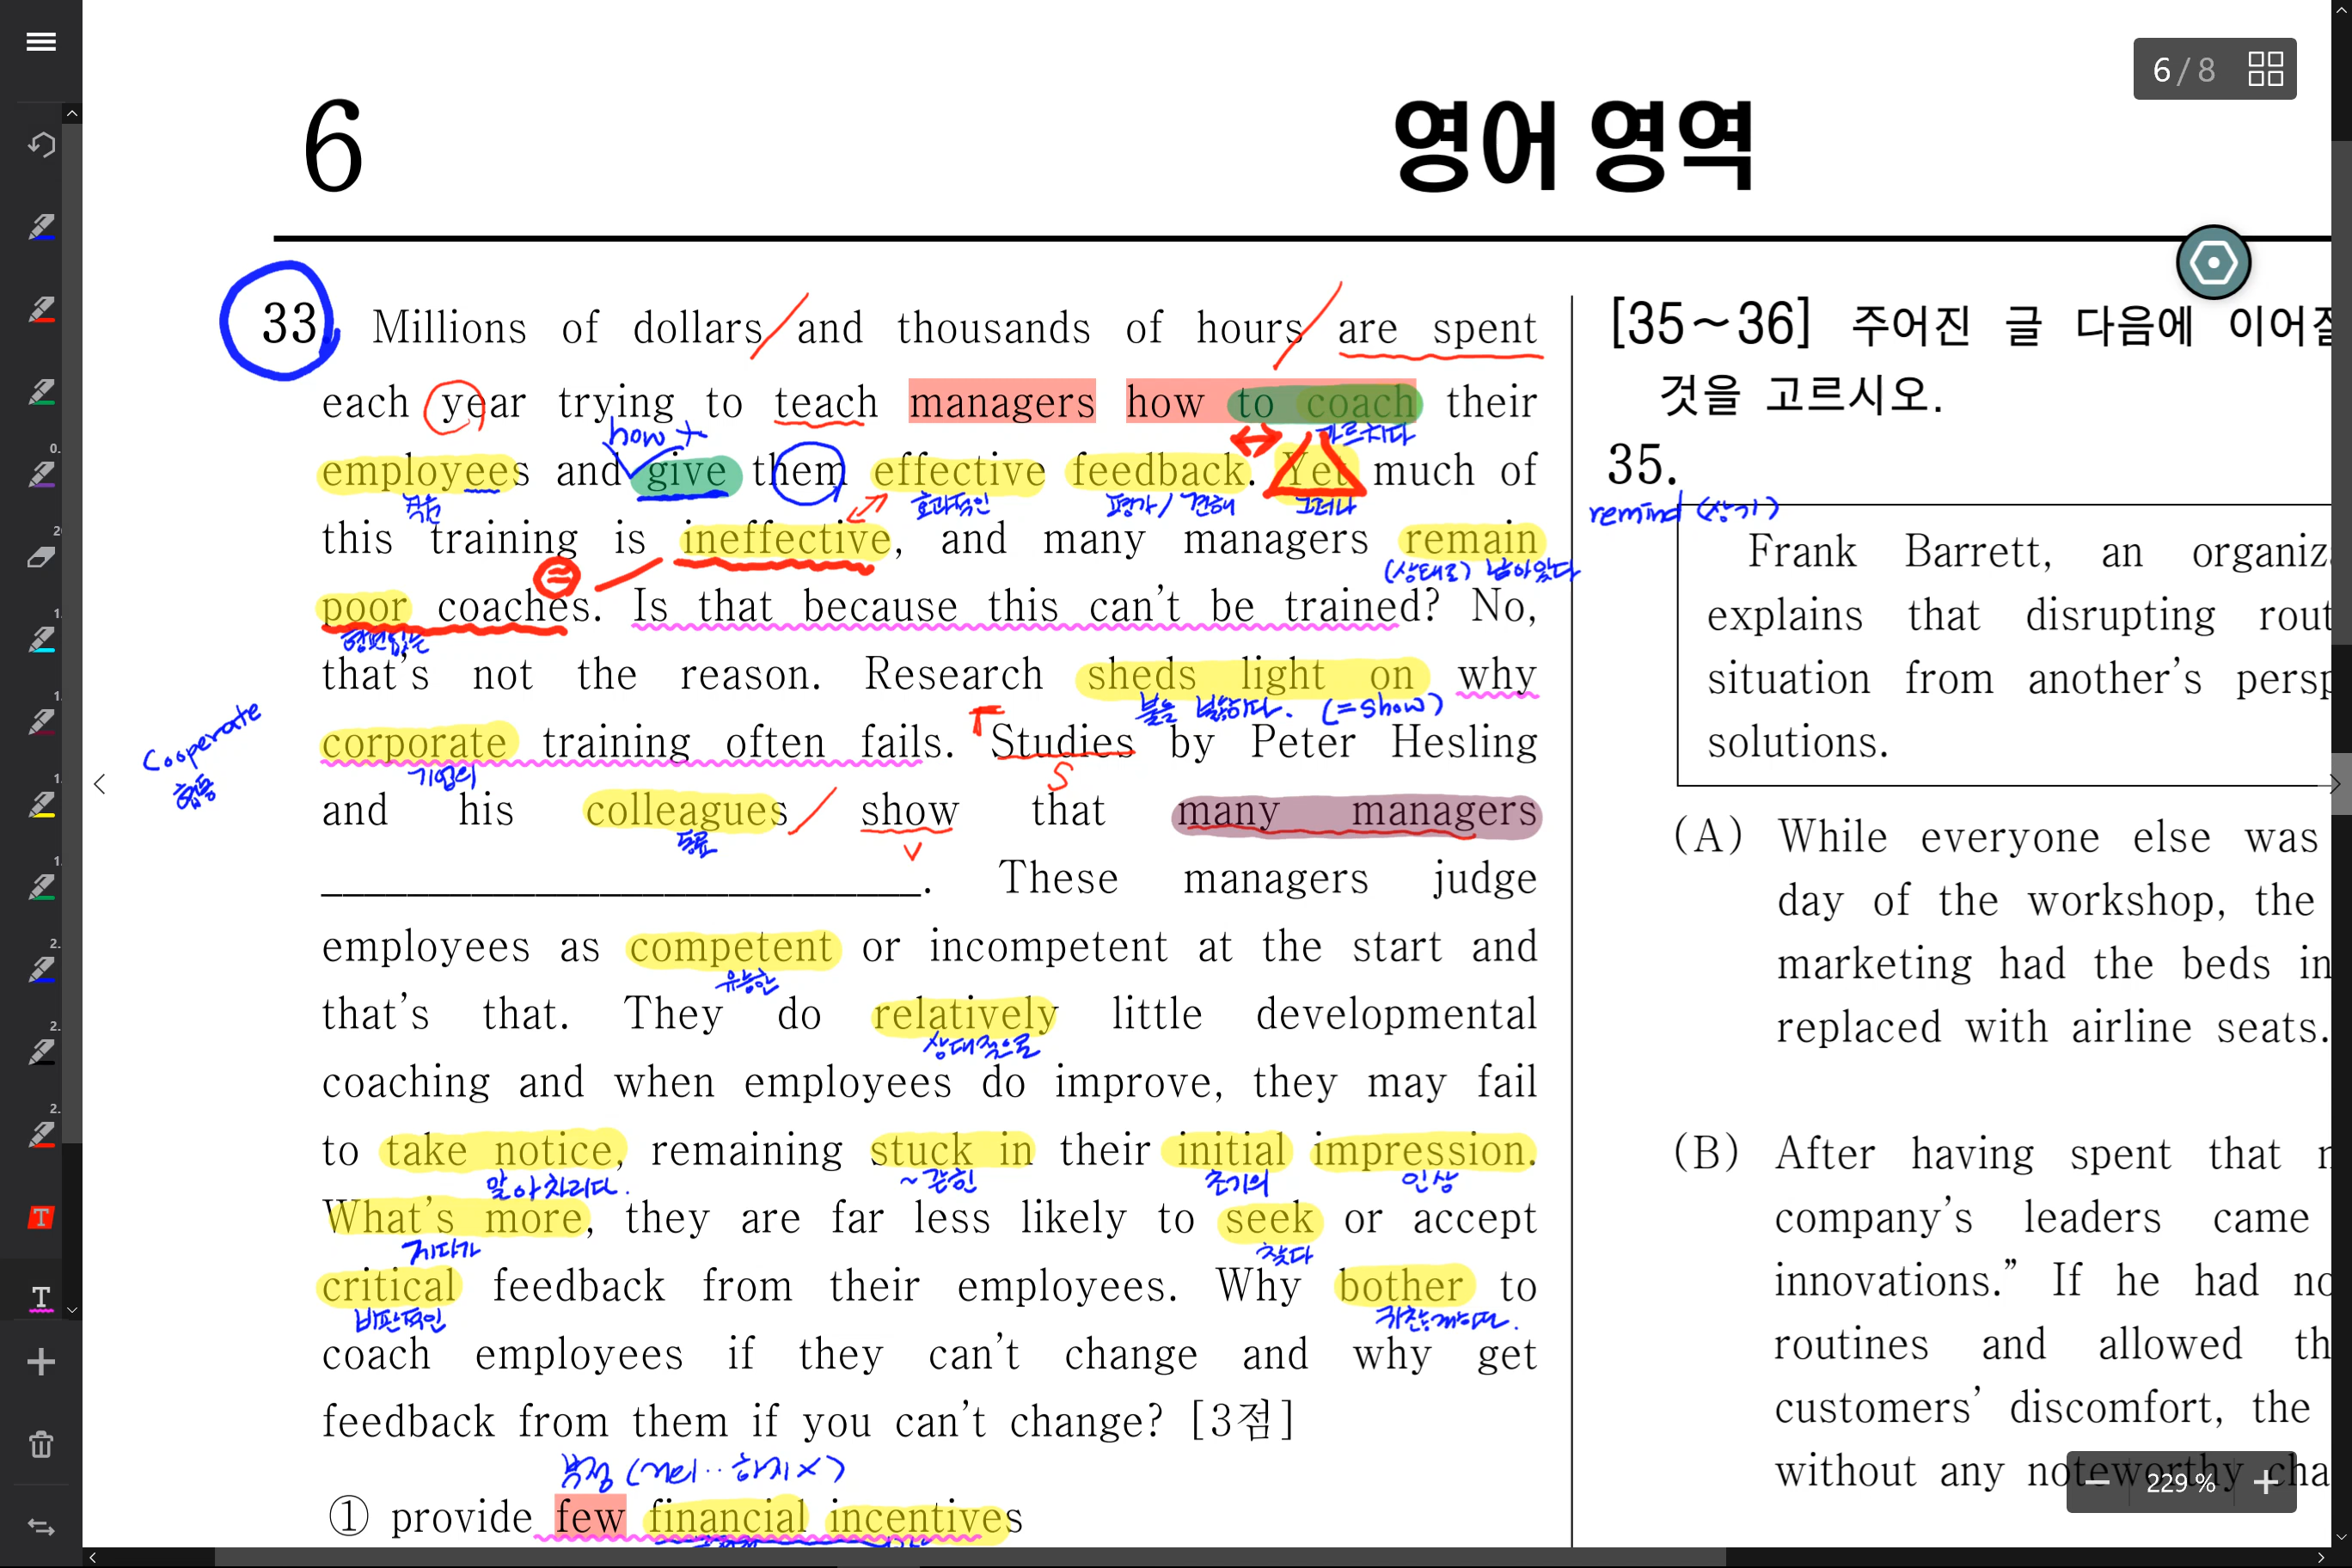 6 / 8
6
영어 영역
33. Millions of dollars and thousands of hours are spent
each year trying to teach managers how to coach their
how +
가르치다
employees and give them effective feedback. Yet much of
직원
효과적인
평가/견해
그러나
this training is ineffective, and many managers remain
(상태로) 남아있다
poor coaches. Is that because this can't be trained? No,
형편없는
that's not the reason. Research sheds light on why
불을 밝히다. (=show)
corporate training often fails. Studies by Peter Hesling
기업의
S
Cooperate
협동
and his colleagues show that many managers
동료
V
. These managers judge
employees as competent or incompetent at the start and
유능한
that's that. They do relatively little developmental
상대적으로
coaching and when employees do improve, they may fail
to take notice, remaining stuck in their initial impression.
알아차리다.
~갇힌
초기의
인상
What's more, they are far less likely to seek or accept
게다가
찾다
critical feedback from their employees. Why bother to
비판적인
coach employees if they can't change and why get
feedback from them if you can't change? [3점]
부정 (거의..하지 X)
① provide few financial incentives
[35~36] 주어진 글 다음에 이어질
것을 고르시오.
35.
remind (상기)
Frank Barrett, an organiz
explains that disrupting rout
situation from another's persp
solutions.
(A) While everyone else was
day of the workshop, the
marketing had the beds in
replaced with airline seats.
(B) After having spent that
company's leaders came
innovations." If he had no
routines and allowed th
customers' discomfort, the
without any noteworthy cha
229 %